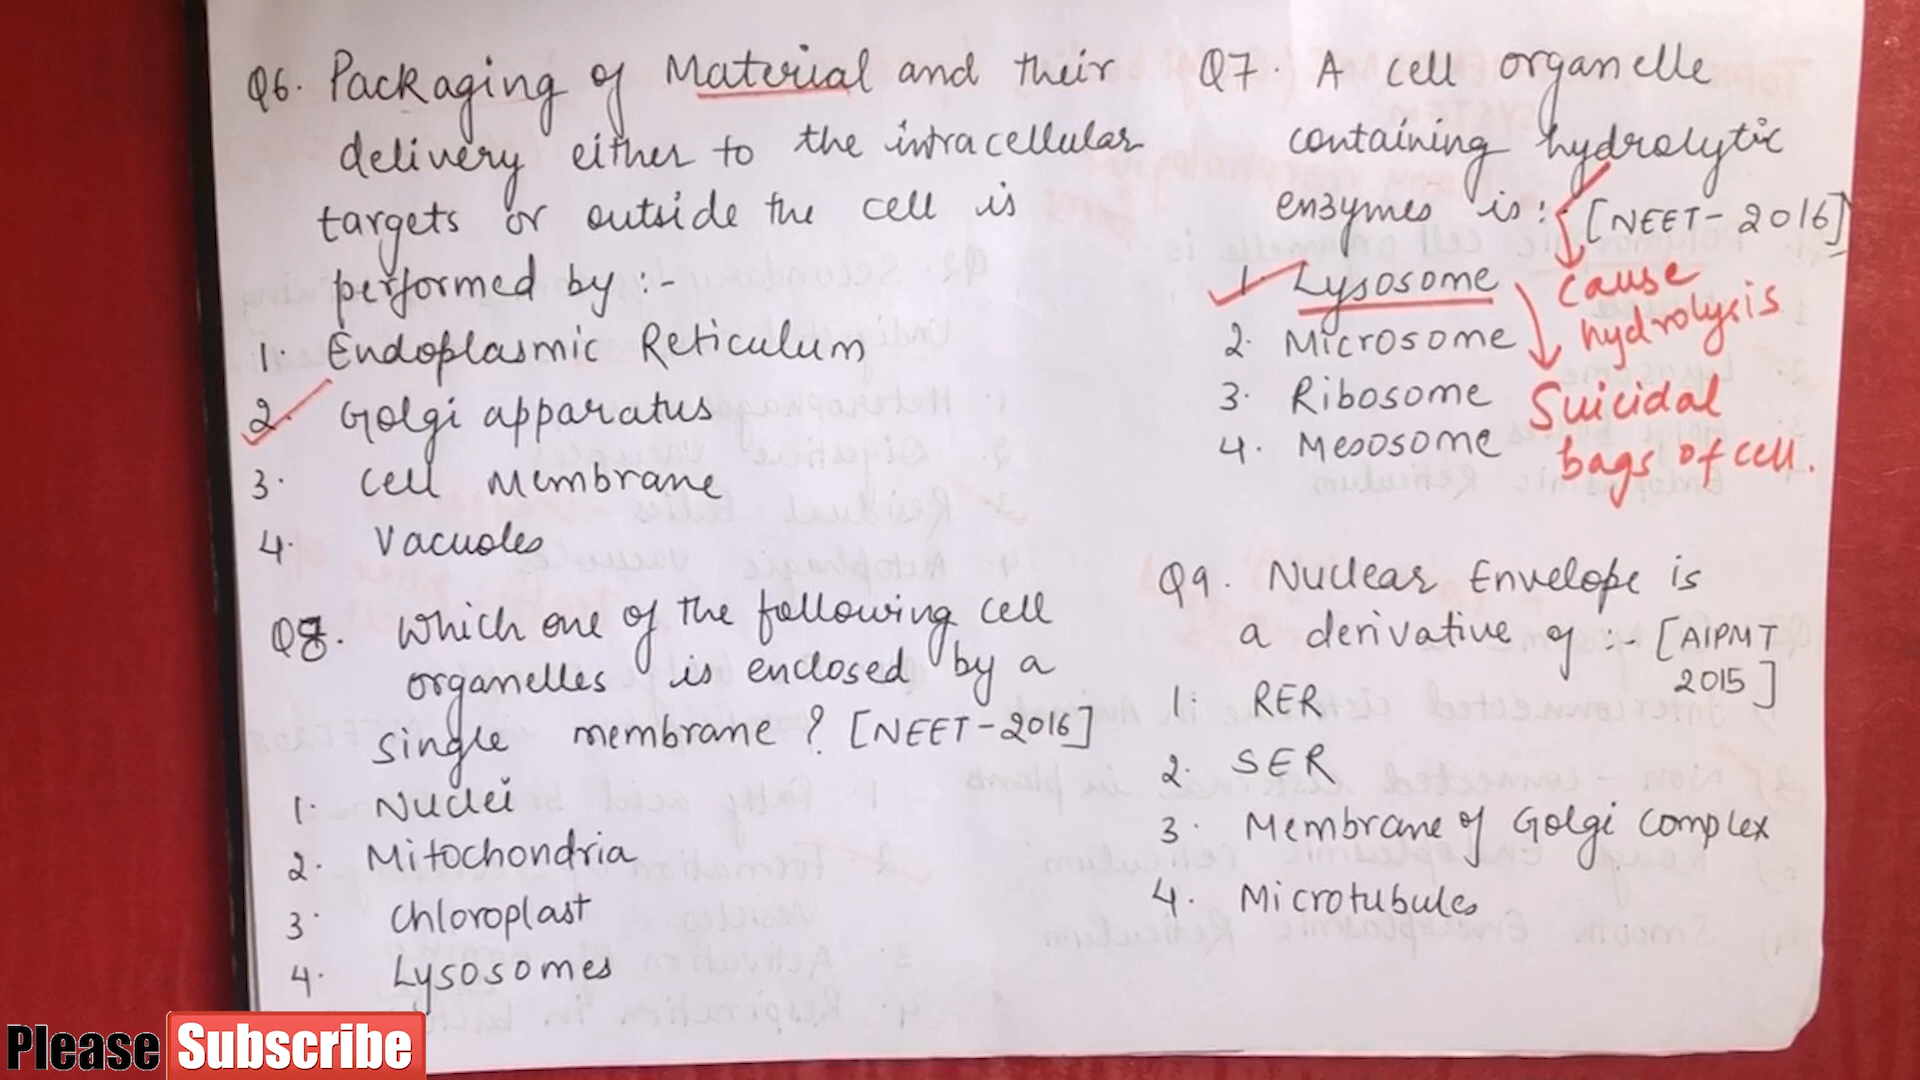 Q6. Packaging of Material and their
delivery either to the intracellular
targets or outside the cell is
performed by :-
1. Endoplasmic Reticulum
2. Golgi apparatus
3. Cell Membrane
4. Vacuoles
Q8. Which one of the following cell
organelles is enclosed by a
single membrane? [NEET-2016]
1. Nuclei
2. Mitochondria
3. Chloroplast
4. Lysosomes
Q7. A cell organelle
containing hydrolytic
enzymes is:- [NEET-2016]
1 Lysosome
2. Microsome
3. Ribosome
4. Mesosome
cause
hydrolysis
Suicidal
bags of cell.
Q9. Nuclear Envelope is
a derivative of :- [AIPMT
2015]
1. RER
2. SER
3. Membrane of Golgi Complex
4. Microtubules
Please Subscribe